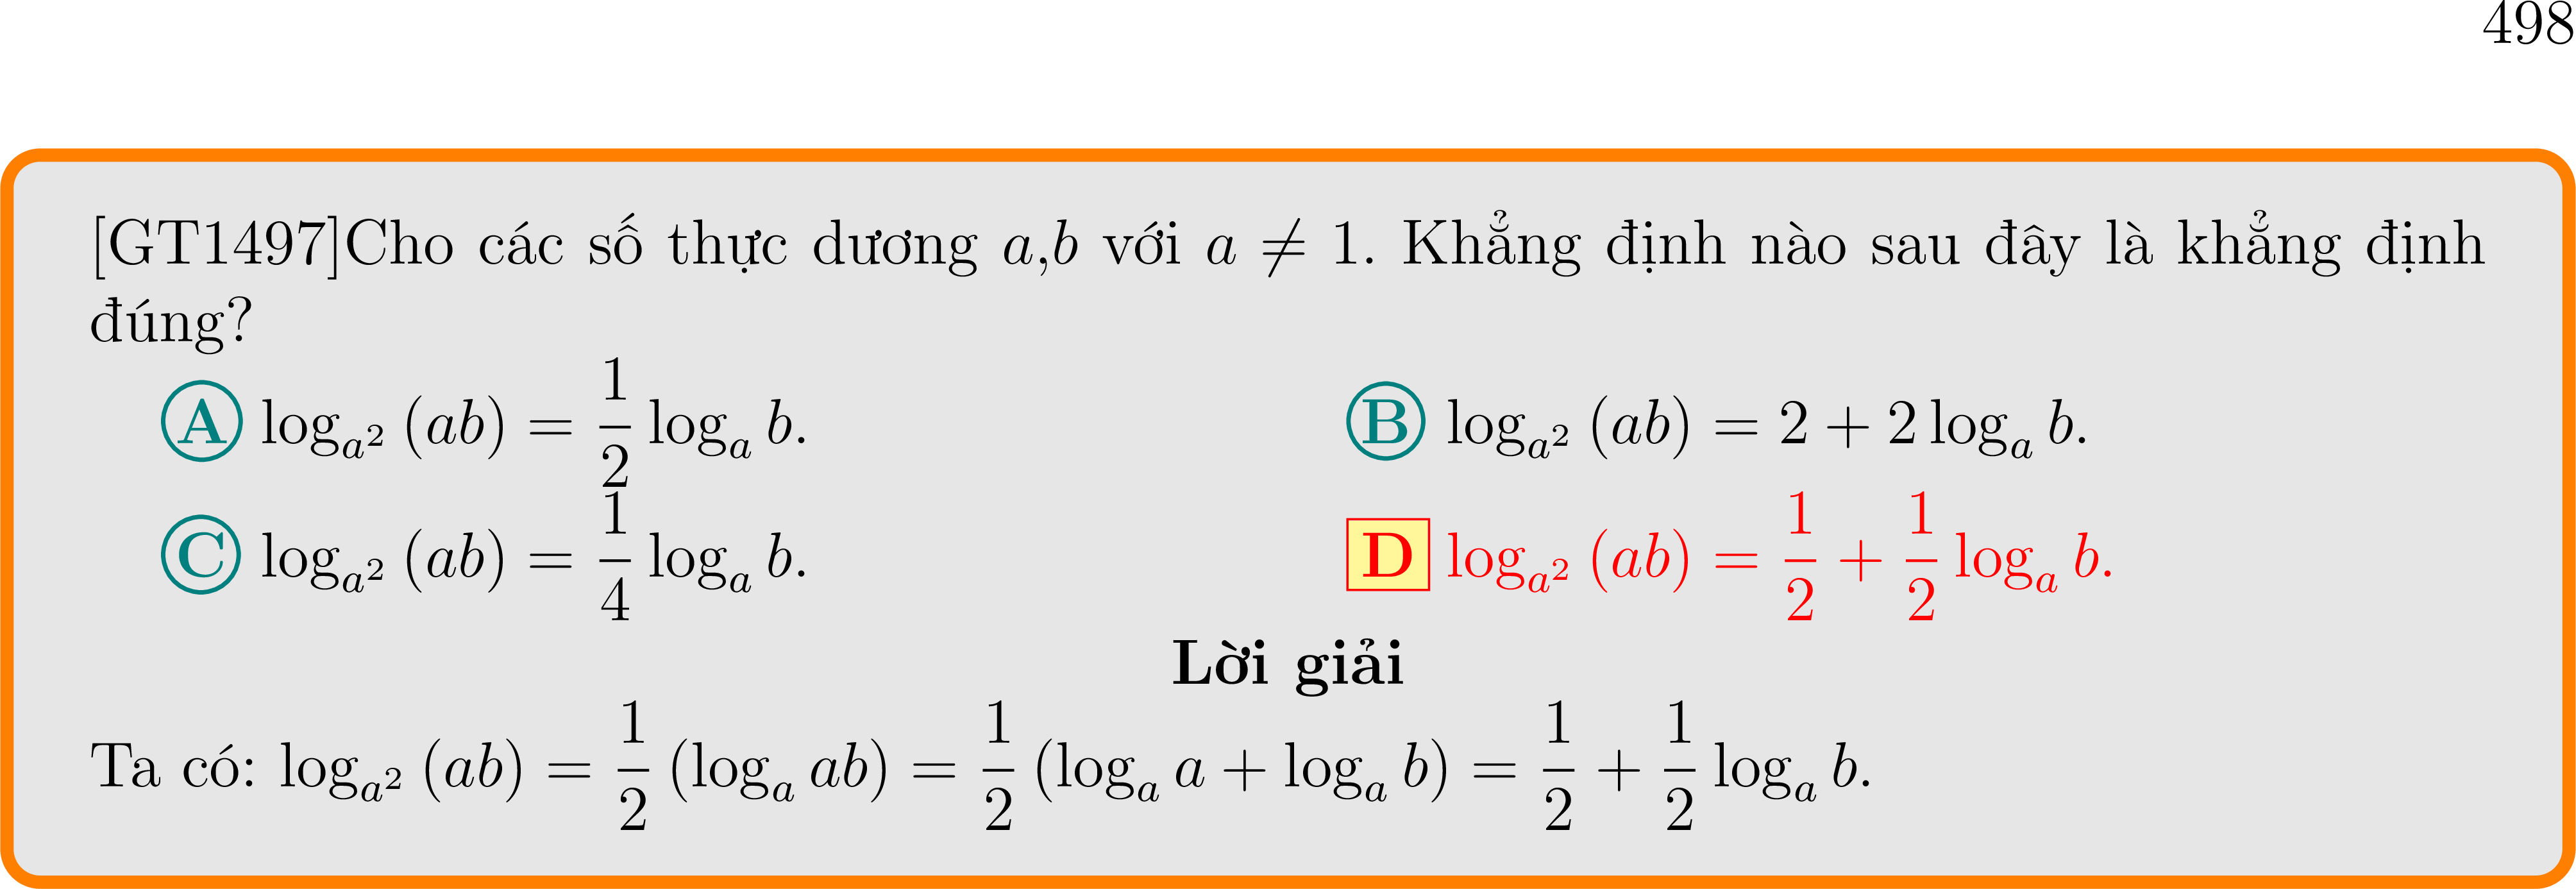 498
[GT1497]Cho các số thực dương a,b với a ≠ 1. Khẳng định nào sau đây là khẳng định
đúng?
A log_{a^2} (ab) = \frac{1}{2} log_a b. B log_{a^2} (ab) = 2 + 2 log_a b.
C log_{a^2} (ab) = \frac{1}{4} log_a b. D log_{a^2} (ab) = \frac{1}{2} + \frac{1}{2} log_a b.
Lời giải
Ta có: log_{a^2} (ab) = \frac{1}{2} (log_a ab) = \frac{1}{2} (log_a a + log_a b) = \frac{1}{2} + \frac{1}{2} log_a b.